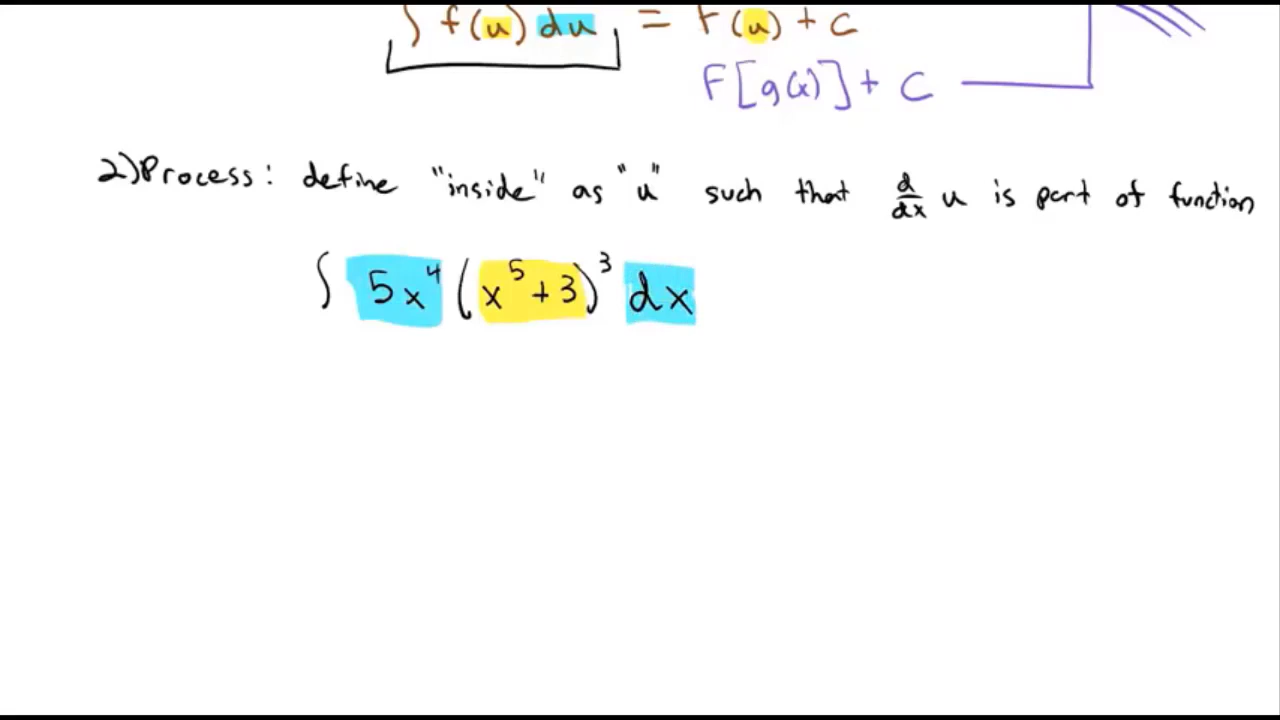 ∫ f(u) du = F(u) + C
F[g(x)] + C
2) Process: define "inside" as "u" such that d/dx u is part of function
∫ 5x⁴ (x⁵+3)³ dx